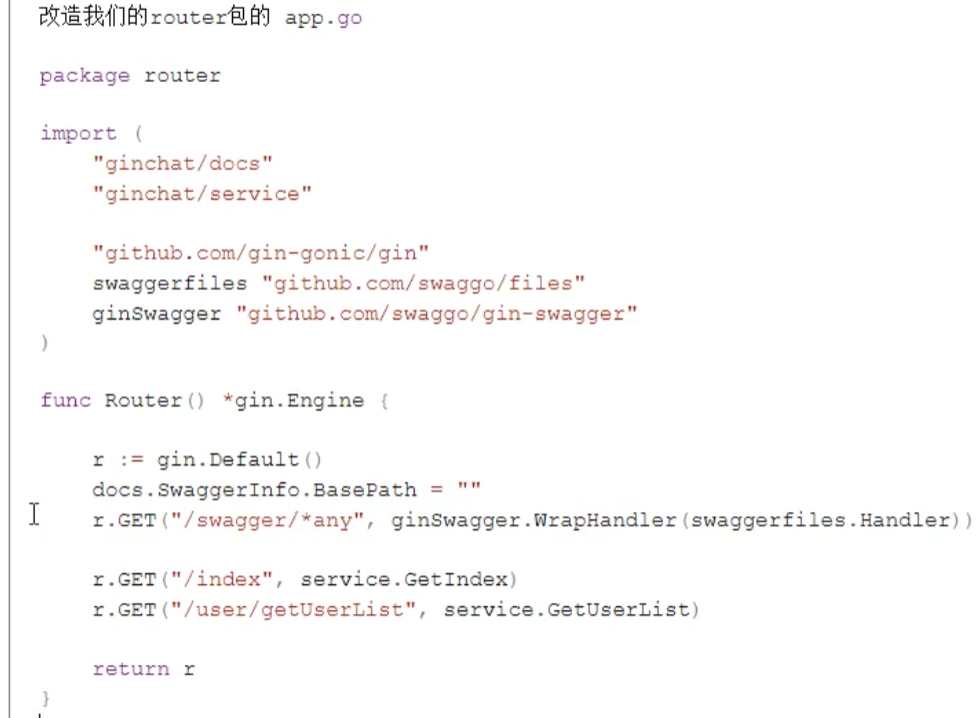 改造我们的router包的 app.go
package router
import (
"ginchat/docs"
"ginchat/service"
"github.com/gin-gonic/gin"
swaggerfiles "github.com/swaggo/files"
ginSwagger "github.com/swaggo/gin-swagger"
)
func Router() *gin.Engine {
r := gin.Default()
docs.SwaggerInfo.BasePath = ""
r.GET("/swagger/*any", ginSwagger.WrapHandler(swaggerfiles.Handler))
r.GET("/index", service.GetIndex)
r.GET("/user/getUserList", service.GetUserList)
return r
}